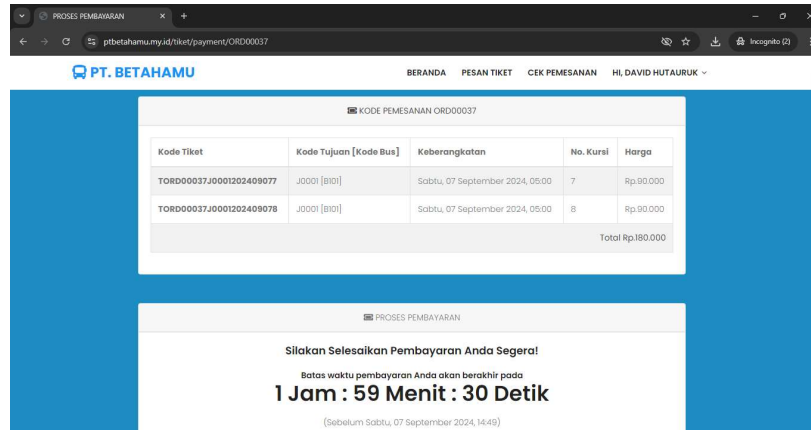 PROSES PEMBAYARAN
ptbetahamu.my.id/tiket/payment/ORD00037
Incognito (2)
PT. BETAHAMU
BERANDA PESAN TIKET CEK PEMESANAN HI, DAVID HUTAURUK
KODE PEMESANAN ORD00037
Kode Tiket Kode Tujuan [Kode Bus] Keberangkatan No. Kursi Harga
TORD00037J0001202409077 J0001 [B101] Sabtu, 07 September 2024, 05:00 7 Rp.90.000
TORD00037J0001202409078 J0001 [B101] Sabtu, 07 September 2024, 05:00 8 Rp.90.000
Total Rp.180.000
PROSES PEMBAYARAN
Silakan Selesaikan Pembayaran Anda Segera!
Batas waktu pembayaran Anda akan berakhir pada
1 Jam : 59 Menit : 30 Detik
(Sebelum Sabtu, 07 September 2024, 14:49)